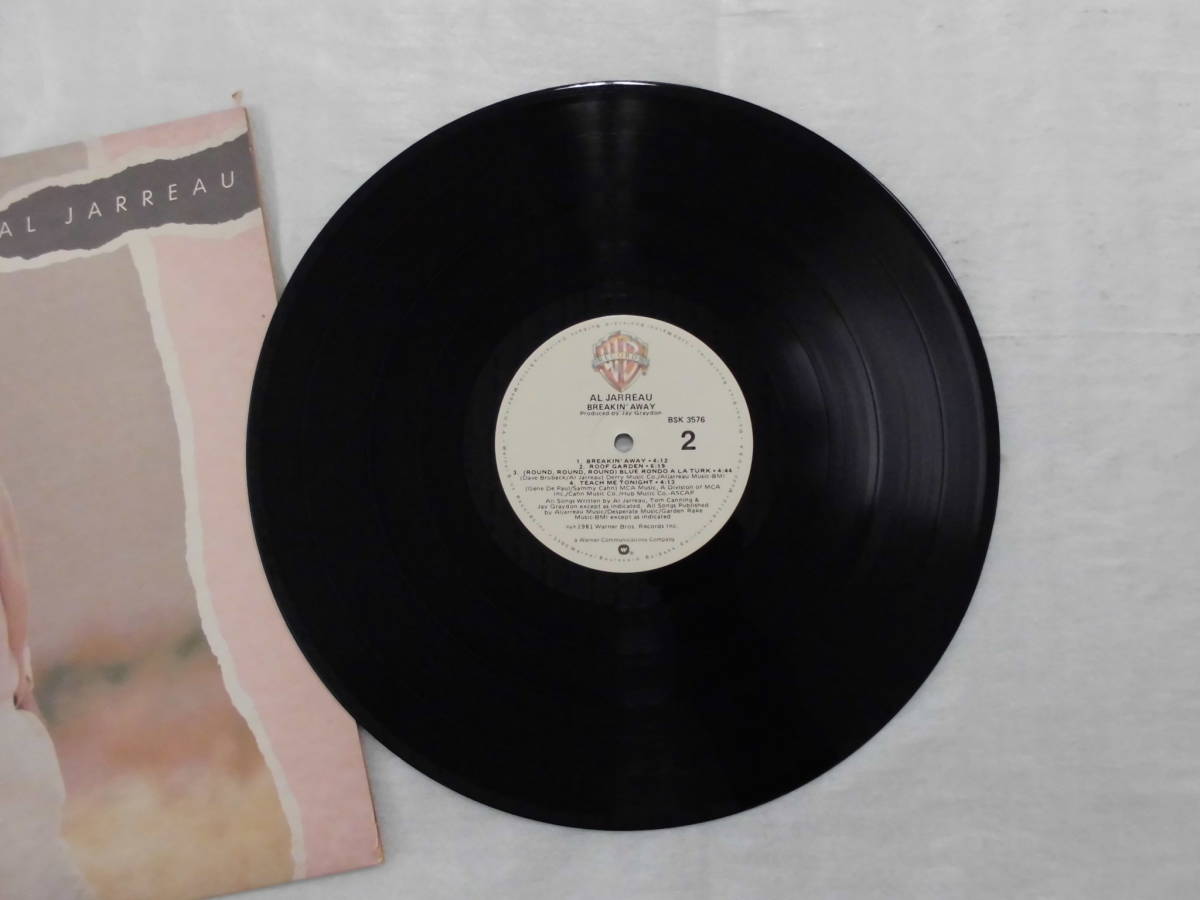 AL JARREAU
RECORDS
AL JARREAU
BREAKIN' AWAY
Produced by Jay Graydon
BSK 3576
2
1. BREAKIN' AWAY • 4:12
2. ROOF GARDEN • 6:19
3. (ROUND, ROUND, ROUND) BLUE RONDO A LA TURK • 4:44
(Dave Brubeck/Al Jarreau) Derry Music Co./Aljarreau Music-BMI
4. TEACH ME TONIGHT • 4:13
(Gene De Paul/Sammy Cahn) MCA Music, A Division of MCA
Inc./Cahn Music Co./Hub Music Co.-ASCAP
All Songs Written by Al Jarreau, Tom Canning &
Jay Graydon except as indicated. All Songs Published
by Aljarreau Music/Desperate Music/Garden Rake
Music-BMI except as indicated
1981 Warner Bros. Records Inc.
a Warner Communications Company